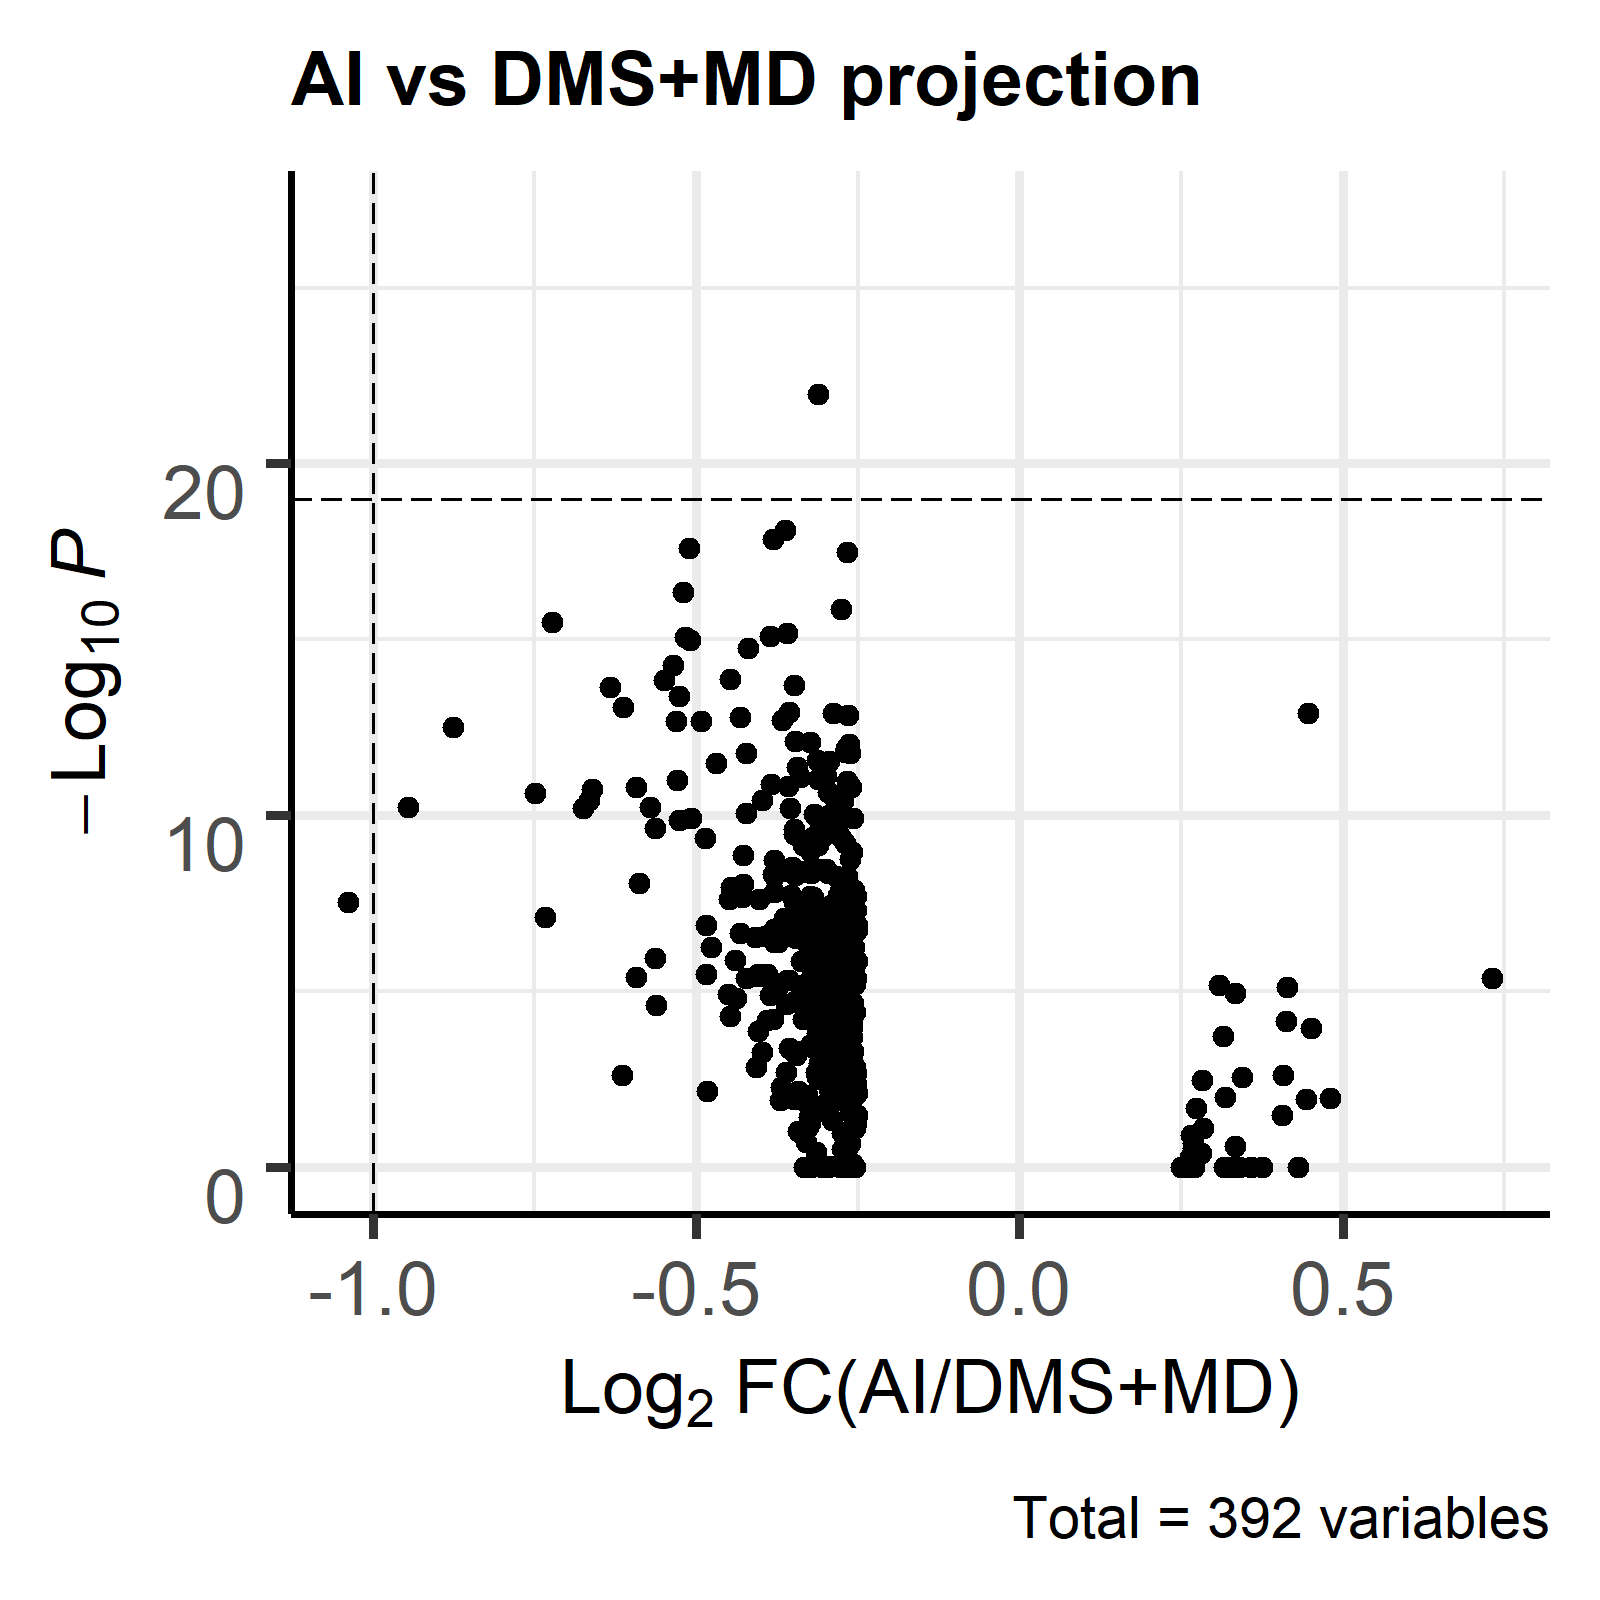 AI vs DMS+MD projection
−Log₁₀ P
20
10
0
-1.0 -0.5 0.0 0.5
Log₂ FC(AI/DMS+MD)
Total = 392 variables